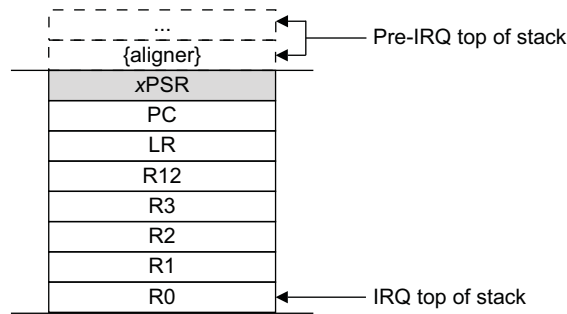 ...
Pre-IRQ top of stack
{aligner}
xPSR
PC
LR
R12
R3
R2
R1
R0
IRQ top of stack